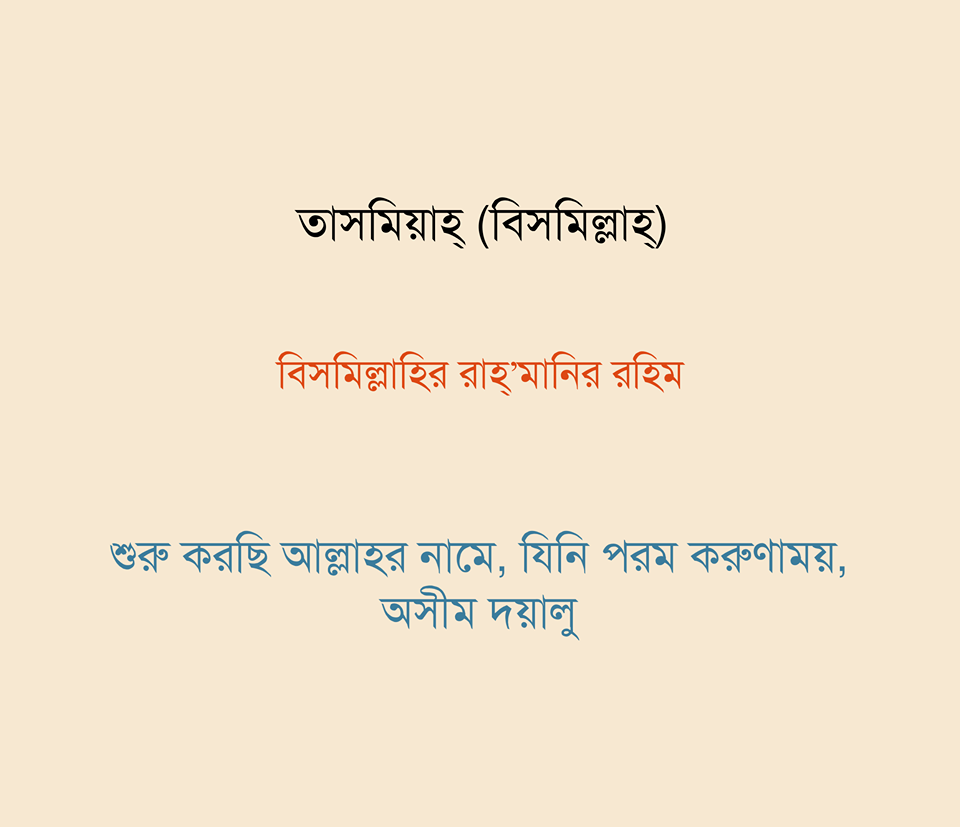 তাসমিয়াহ্ (বিসমিল্লাহ্)
বিসমিল্লাহির রাহ্’মানির রহিম
শুরু করছি আল্লাহর নামে, যিনি পরম করুণাময়,
অসীম দয়ালু